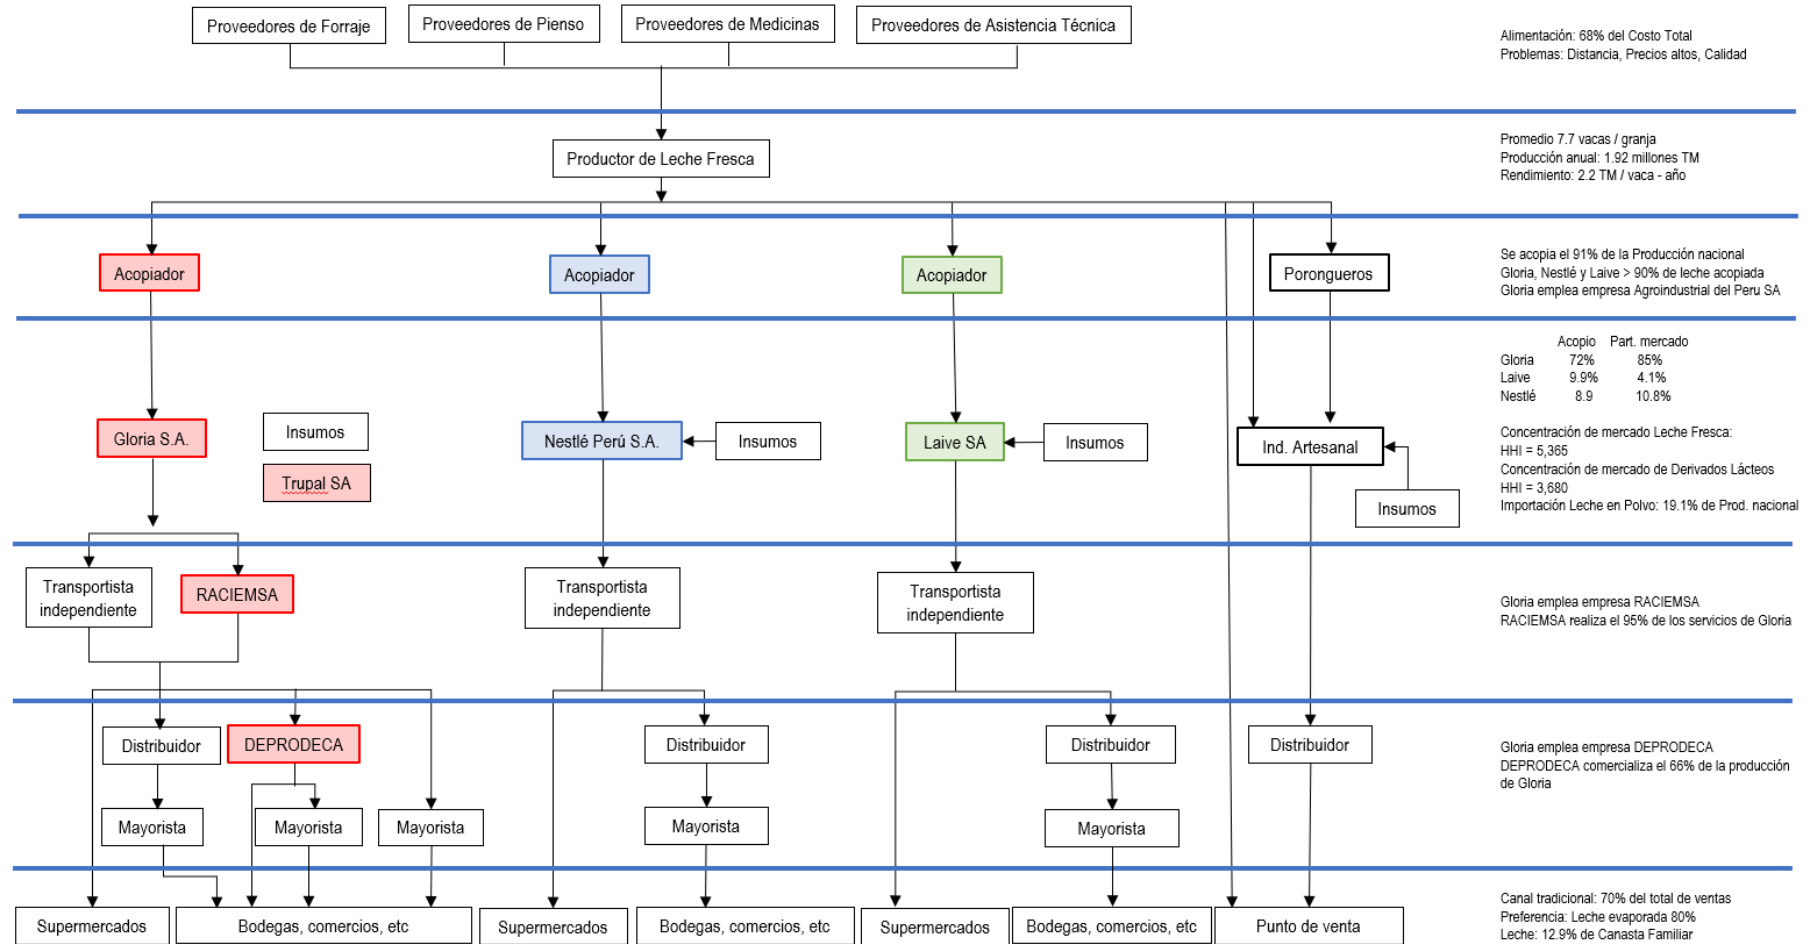 Proveedores de Forraje
Proveedores de Pienso
Proveedores de Medicinas
Proveedores de Asistencia Técnica
Alimentación: 68% del Costo Total
Problemas: Distancia, Precios altos, Calidad
Productor de Leche Fresca
Promedio 7.7 vacas / granja
Producción anual: 1.92 millones TM
Rendimiento: 2.2 TM / vaca - año
Acopiador
Acopiador
Acopiador
Porongueros
Se acopia el 91% de la Producción nacional
Gloria, Nestlé y Laive > 90% de leche acopiada
Gloria emplea empresa Agroindustrial del Peru SA
Gloria S.A.
Insumos
Trupal SA
Nestlé Perú S.A.
Insumos
Laive SA
Insumos
Ind. Artesanal
Insumos
Acopio Part. mercado
Gloria 72% 85%
Laive 9.9% 4.1%
Nestlé 8.9 10.8%
Concentración de mercado Leche Fresca:
HHI = 5,365
Concentración de mercado de Derivados Lácteos
HHI = 3,680
Importación Leche en Polvo: 19.1% de Prod. nacional
Transportista
independiente
RACIEMSA
Transportista
independiente
Transportista
independiente
Gloria emplea empresa RACIEMSA
RACIEMSA realiza el 95% de los servicios de Gloria
Distribuidor
DEPRODECA
Distribuidor
Distribuidor
Distribuidor
Mayorista
Mayorista
Mayorista
Mayorista
Mayorista
Gloria emplea empresa DEPRODECA
DEPRODECA comercializa el 66% de la producción
de Gloria
Supermercados
Bodegas, comercios, etc
Supermercados
Bodegas, comercios, etc
Supermercados
Bodegas, comercios, etc
Punto de venta
Canal tradicional: 70% del total de ventas
Preferencia: Leche evaporada 80%
Leche: 12.9% de Canasta Familiar